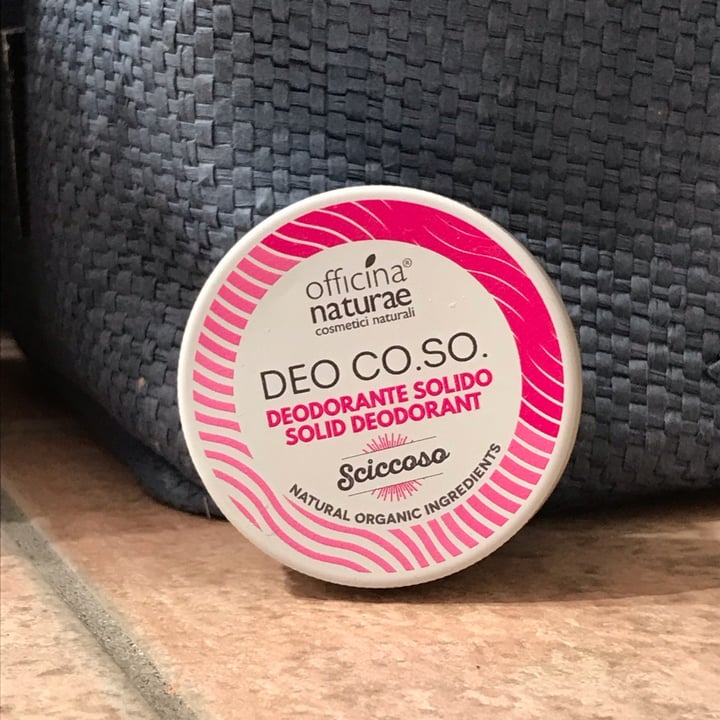 officina®
naturae
cosmetici naturali
DEO CO.SO.
DEODORANTE SOLIDO
SOLID DEODORANT
Sciccoso
NATURAL ORGANIC INGREDIENTS